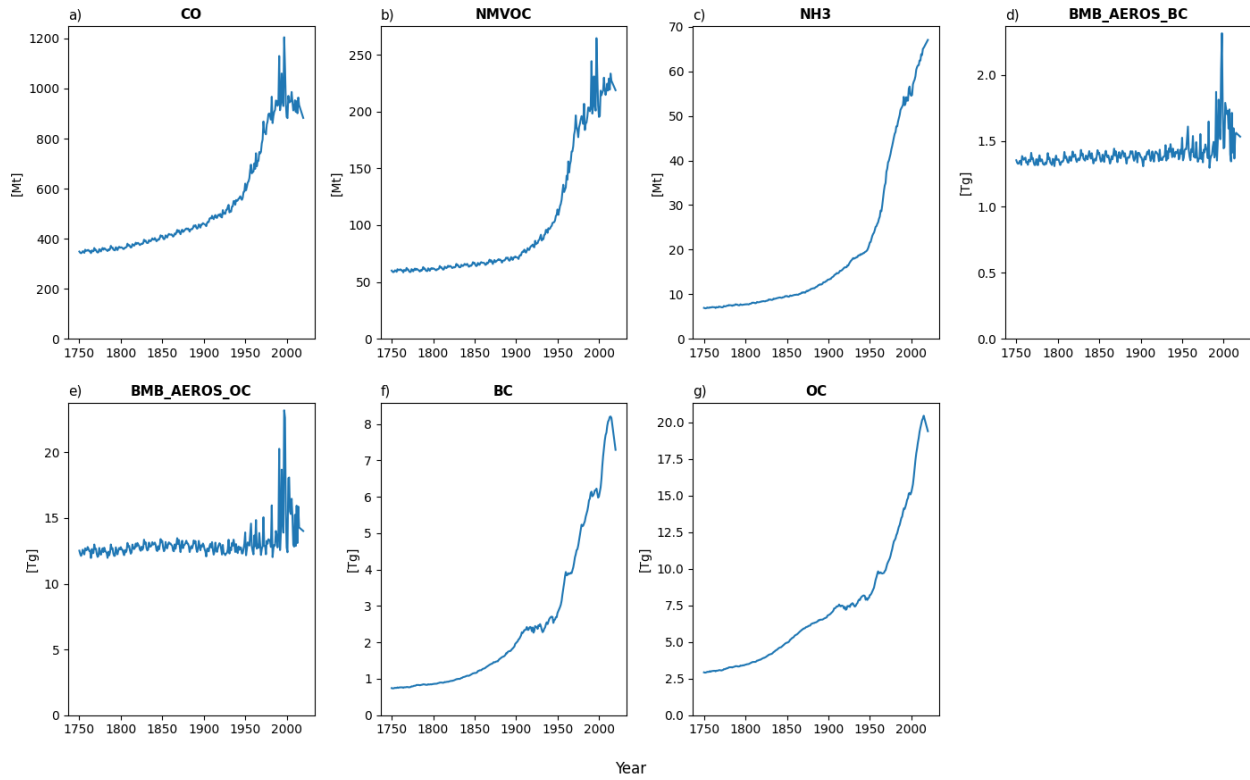 a) CO
b) NMVOC
c) NH3
d) BMB_AEROS_BC
[Mt]
1200
1000
800
600
400
200
0
1750 1800 1850 1900 1950 2000
[Mt]
250
200
150
100
50
0
1750 1800 1850 1900 1950 2000
[Mt]
70
60
50
40
30
20
10
0
1750 1800 1850 1900 1950 2000
[Tg]
2.0
1.5
1.0
0.5
0.0
1750 1800 1850 1900 1950 2000
e) BMB_AEROS_OC
f) BC
g) OC
[Tg]
20
15
10
5
0
1750 1800 1850 1900 1950 2000
[Tg]
8
7
6
5
4
3
2
1
0
1750 1800 1850 1900 1950 2000
[Tg]
20.0
17.5
15.0
12.5
10.0
7.5
5.0
2.5
0.0
1750 1800 1850 1900 1950 2000
Year